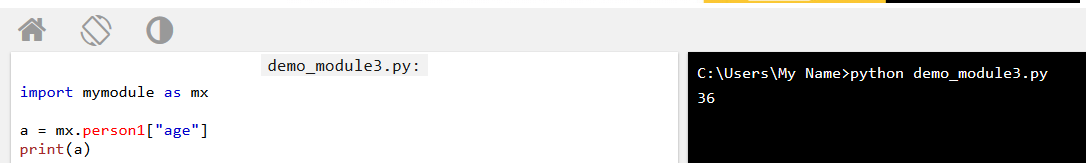 demo_module3.py:
import mymodule as mx
a = mx.person1["age"]
print(a)
C:\Users\My Name>python demo_module3.py
36